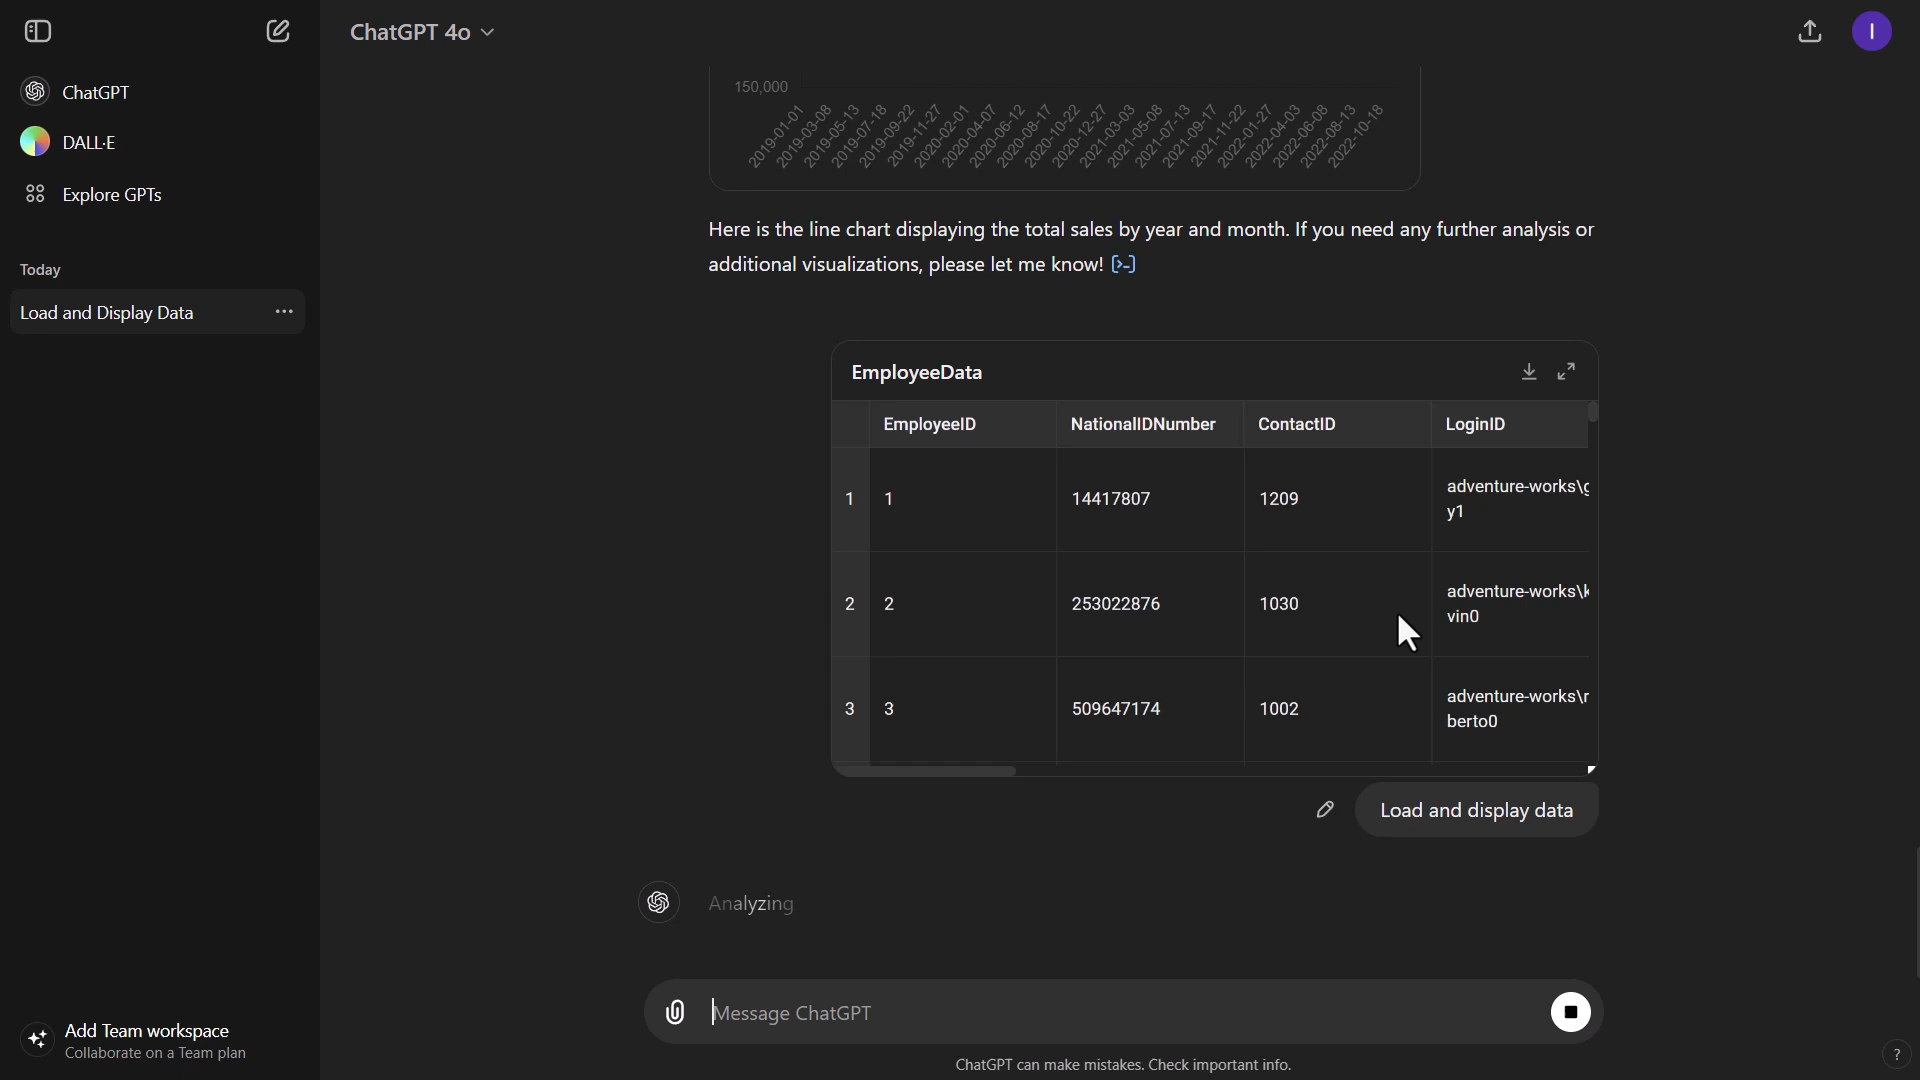 ChatGPT 4o
I
ChatGPT
DALL·E
Explore GPTs
Today
Load and Display Data
150,000
2019-01-01
2019-03-08
2019-05-13
2019-07-18
2019-09-22
2019-11-27
2020-02-01
2020-04-07
2020-06-12
2020-08-17
2020-10-22
2020-12-27
2021-03-03
2021-05-08
2021-07-13
2021-09-17
2021-11-22
2022-01-27
2022-04-03
2022-06-08
2022-08-13
2022-10-18
Here is the line chart displaying the total sales by year and month. If you need any further analysis or
additional visualizations, please let me know! [>-]
EmployeeData
EmployeeID NationalIDNumber ContactID LoginID
1 1 14417807 1209 adventure-works\g
y1
2 2 253022876 1030 adventure-works\k
vin0
3 3 509647174 1002 adventure-works\r
berto0
Load and display data
Analyzing
Message ChatGPT
ChatGPT can make mistakes. Check important info.
Add Team workspace
Collaborate on a Team plan
?